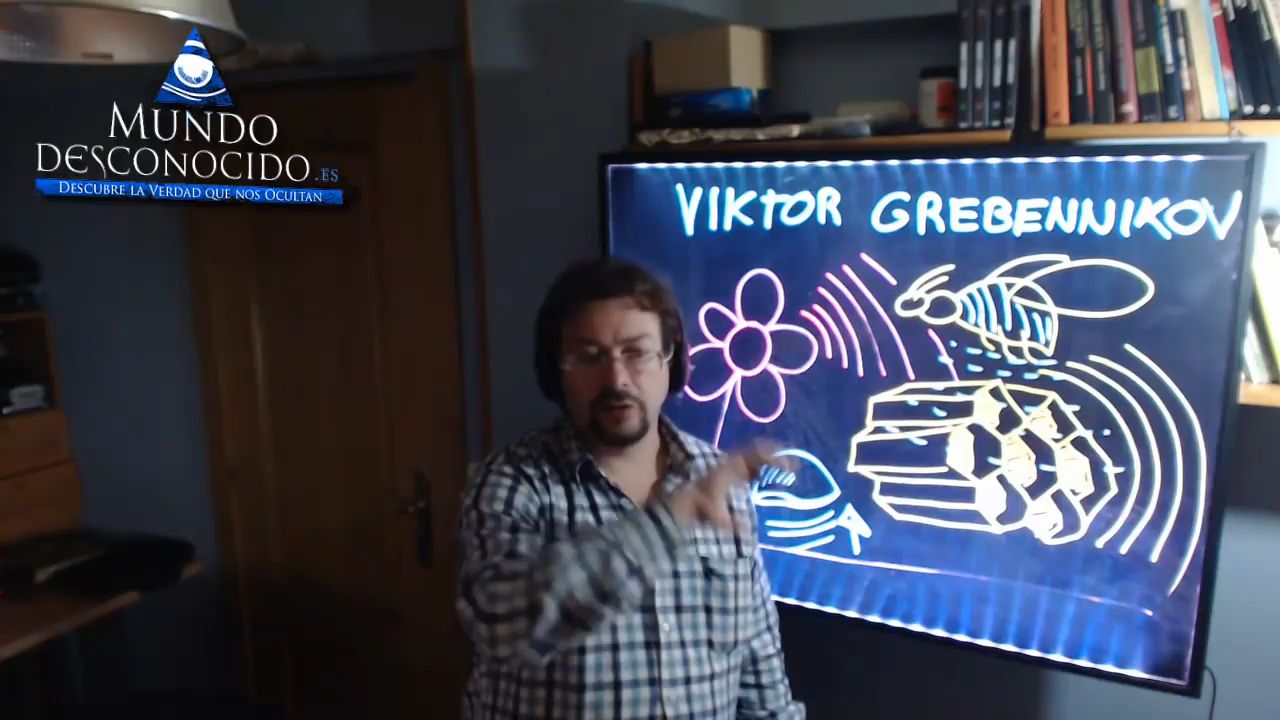 MUNDO
DESCONOCIDO.ES
DESCUBRE LA VERDAD QUE NOS OCULTAN
VIKTOR GREBENNIKOV